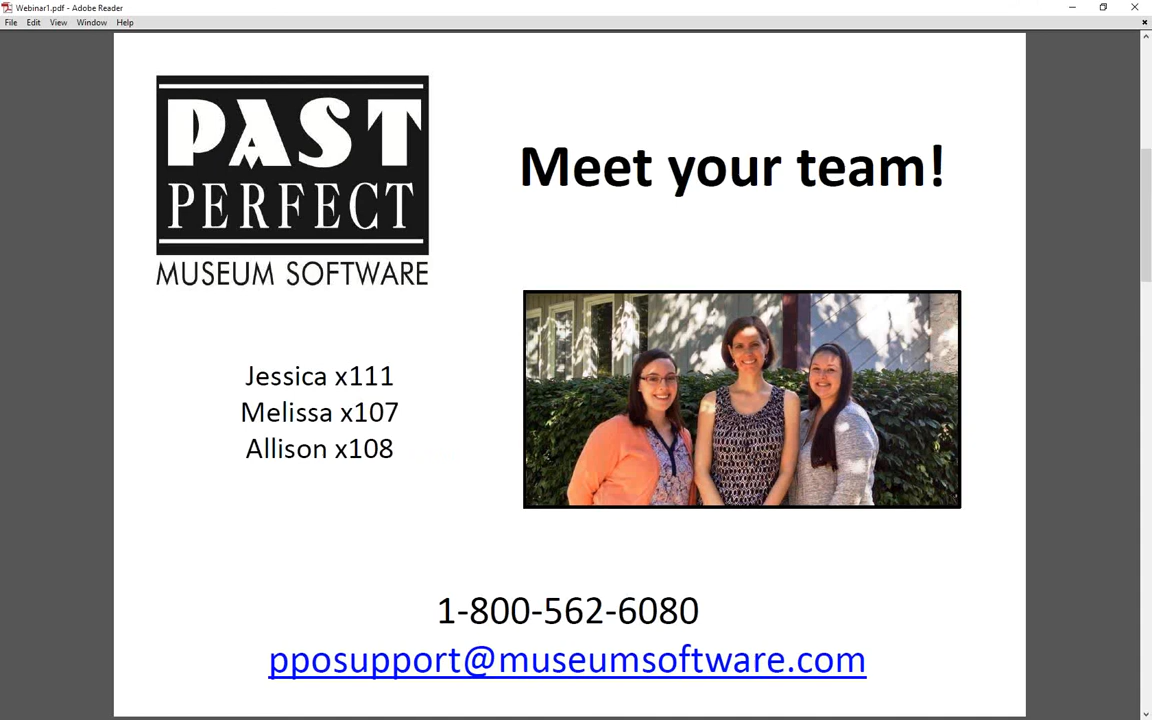 Webinar1.pdf - Adobe Reader
File Edit View Window Help
PAST
PERFECT
MUSEUM SOFTWARE
Meet your team!
Jessica x111
Melissa x107
Allison x108
1-800-562-6080
pposupport@museumsoftware.com